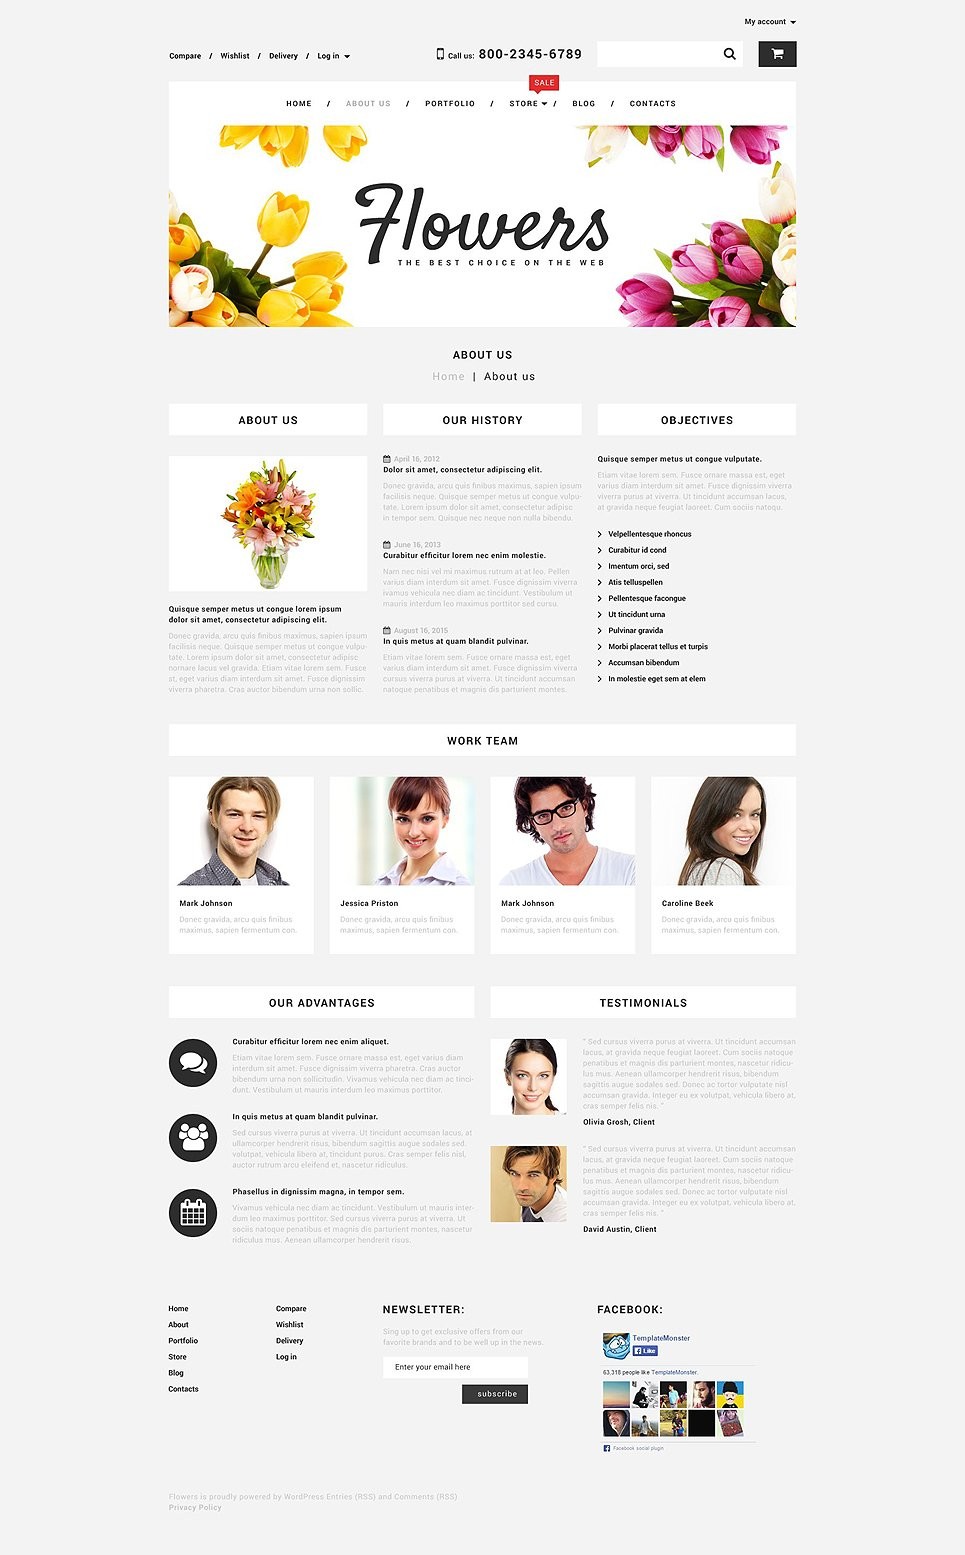 My account
Compare / Wishlist / Delivery / Log in
Call us: 800-2345-6789
SALE
HOME / ABOUT US / PORTFOLIO / STORE / BLOG / CONTACTS
Flowers
THE BEST CHOICE ON THE WEB
ABOUT US
Home | About us
ABOUT US
Quisque semper metus ut congue lorem ipsum
dolor sit amet, consectetur adipiscing elit.
Donec gravida, arcu quis finibus maximus, sapien ipsum
facilisis neque. Quisque semper metus ut congue vulpu-
tate. Lorem ipsum dolor sit amet, consectetur adipisc
nornare lacus vel gravida. Etiam vitae lorem sem. Fusce
at, eget varius diam interdum sit amet. Fusce dignissim
viverra pharetra. Cras auctor bibendum urna non sollic.
OUR HISTORY
April 16, 2012
Dolor sit amet, consectetur adipiscing elit.
Donec gravida, arcu quis finibus maximus, sapien ipsum
facilisis neque. Quisque semper metus ut congue vulpu-
tate. Lorem ipsum dolor sit amet, consectetur adipisc
in tempor sem. Quisque nec neque non nulla bibendu.
June 16, 2013
Curabitur efficitur lorem nec enim molestie.
Nam nec nisi vel mi maximus rutrum at at leo. Pellen
varius diam interdum sit amet. Fusce dignissim viverra
ivamus vehicula nec diam ac tincidunt. Vestibulum ut
mauris interdum leo maximus porttitor sed cursu.
August 16, 2015
In quis metus at quam blandit pulvinar.
Etiam vitae lorem sem. Fusce ornare massa est, eget
varius diam interdum sit amet. Fusce dignissim viverra
cursus viverra purus at viverra. Ut tincidunt accumsan
natoque penatibus et magnis dis parturient montes.
OBJECTIVES
Quisque semper metus ut congue vulputate.
Etiam vitae lorem sem. Fusce ornare massa est, eget
varius diam interdum sit amet. Fusce dignissim viverra
viverra purus at viverra. Ut tincidunt accumsan lacus,
at gravida neque feugiat laoreet. Cum sociis natoqu.
Velpellentesque rhoncus
Curabitur id cond
Imentum orci, sed
Atis telluspellen
Pellentesque facongue
Ut tincidunt urna
Pulvinar gravida
Morbi placerat tellus et turpis
Accumsan bibendum
In molestie eget sem at elem
WORK TEAM
Mark Johnson
Donec gravida, arcu quis finibus
maximus, sapien fermentum con.
Jessica Priston
Donec gravida, arcu quis finibus
maximus, sapien fermentum con.
Mark Johnson
Donec gravida, arcu quis finibus
maximus, sapien fermentum con.
Caroline Beek
Donec gravida, arcu quis finibus
maximus, sapien fermentum con.
OUR ADVANTAGES
Curabitur efficitur lorem nec enim aliquet.
Etiam vitae lorem sem. Fusce ornare massa est, eget varius diam
interdum sit amet. Fusce dignissim viverra pharetra. Cras auctor
bibendum urna non sollicitudin. Vivamus vehicula nec diam ac tinci-
dunt. Vestibulum ut mauris interdum leo maximus porttitor.
In quis metus at quam blandit pulvinar.
Sed cursus viverra purus at viverra. Ut tincidunt accumsan lacus, at
ullamcorper hendrerit risus, bibendum sagittis augue sodales sed.
volutpat, vehicula libero at, tincidunt purus. Cras semper felis nisl,
auctor rutrum arcu eleifend et, nascetur ridiculus.
Phasellus in dignissim magna, in tempor sem.
Vivamus vehicula nec diam ac tincidunt. Vestibulum ut mauris inter-
dum leo maximus porttitor. Sed cursus viverra purus at viverra. Ut
sociis natoque penatibus et magnis dis parturient montes, nascetur
ridiculus mus. Aenean ullamcorper hendrerit risus.
TESTIMONIALS
" Sed cursus viverra purus at viverra. Ut tincidunt accumsan
lacus, at gravida neque feugiat laoreet. Cum sociis natoque
penatibus et magnis dis parturient montes, nascetur ridicu-
lus mus. Aenean ullamcorper hendrerit risus, bibendum
sagittis augue sodales sed. Donec ac tortor vulputate nisl
accumsan gravida. Integer eu ex volutpat, vehicula libero at,
cras semper felis nis. "
Olivia Grosh, Client
" Sed cursus viverra purus at viverra. Ut tincidunt accumsan
lacus, at gravida neque feugiat laoreet. Cum sociis natoque
penatibus et magnis dis parturient montes, nascetur ridicu-
lus mus. Aenean ullamcorper hendrerit risus, bibendum
sagittis augue sodales sed. Donec ac tortor vulputate nisl
accumsan gravida. Integer eu ex volutpat, vehicula libero at,
cras semper felis nis. "
David Austin, Client
Home
About
Portfolio
Store
Blog
Contacts
Compare
Wishlist
Delivery
Log in
NEWSLETTER:
Sing up to get exclusive offers from our
favorite brands and to be well up in the news.
Enter your email here
subscribe
FACEBOOK:
TemplateMonster
Like
63,318 people like TemplateMonster.
Facebook social plugin
Flowers is proudly powered by WordPress Entries (RSS) and Comments (RSS)
Privacy Policy